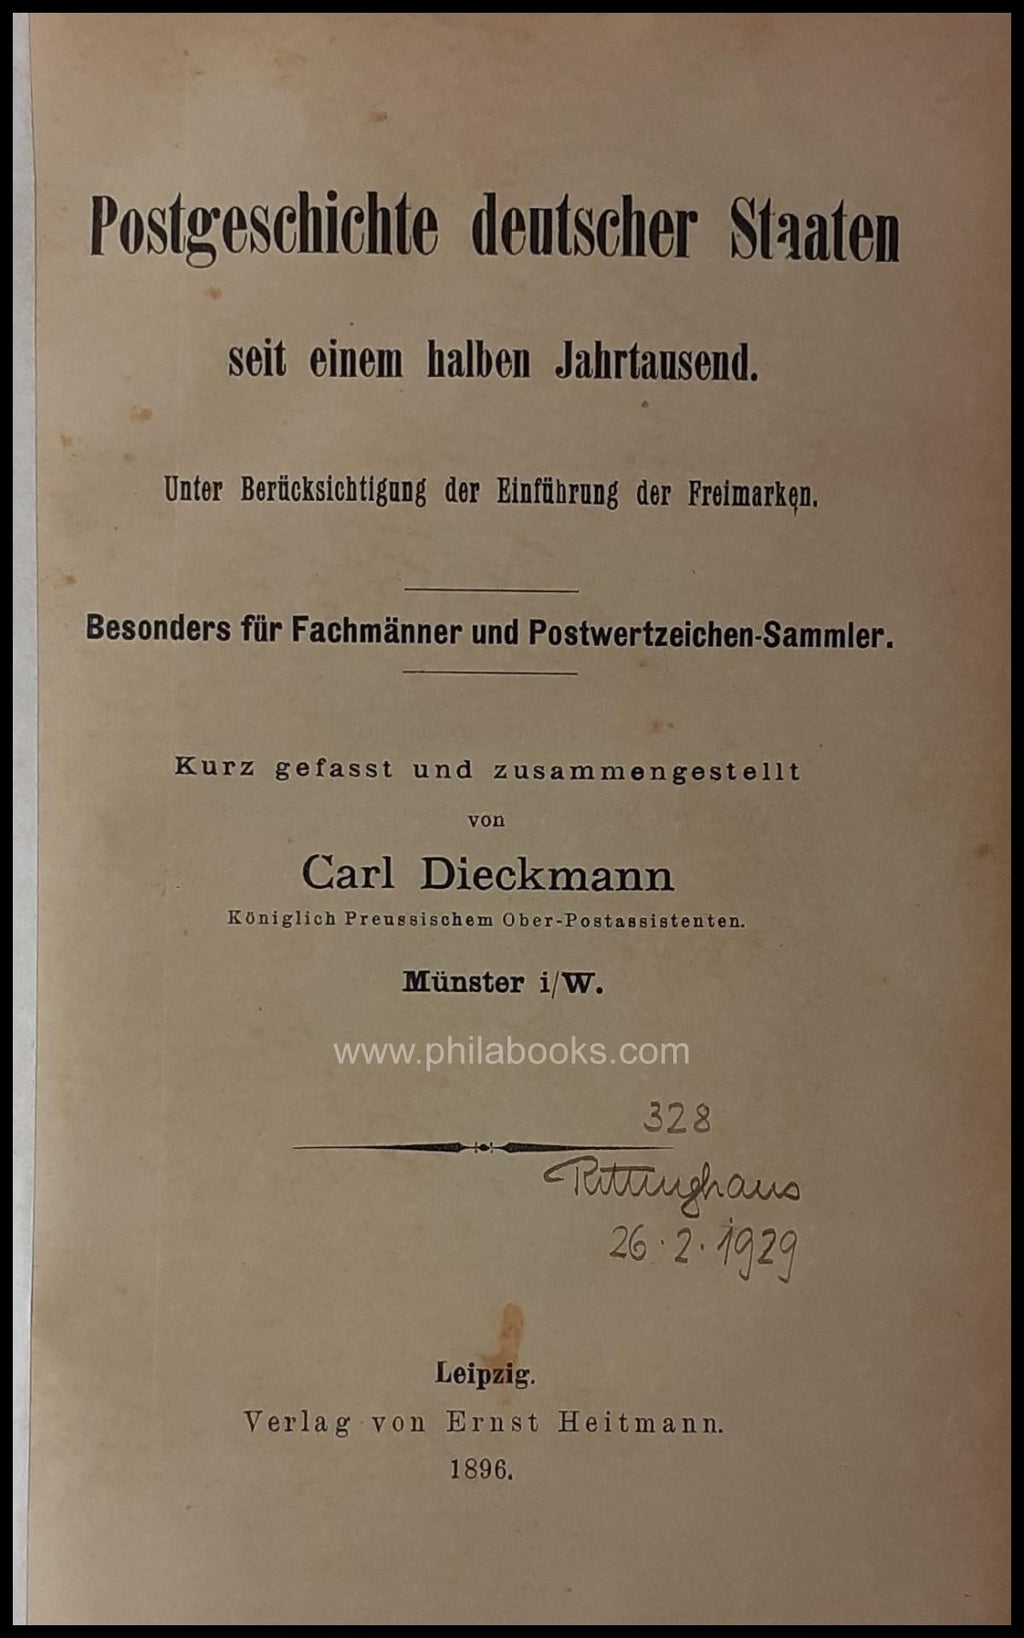 Postgeschichte deutscher Staaten
seit einem halben Jahrtausend.
Unter Berücksichtigung der Einführung der Freimarken.
Besonders für Fachmänner und Postwertzeichen-Sammler.
Kurz gefasst und zusammengestellt
von
Carl Dieckmann
Königlich Preussischem Ober-Postassistenten.
Münster i/W.
www.philabooks.com
328
Rittinghaus
26.2.1929
Leipzig.
Verlag von Ernst Heitmann.
1896.